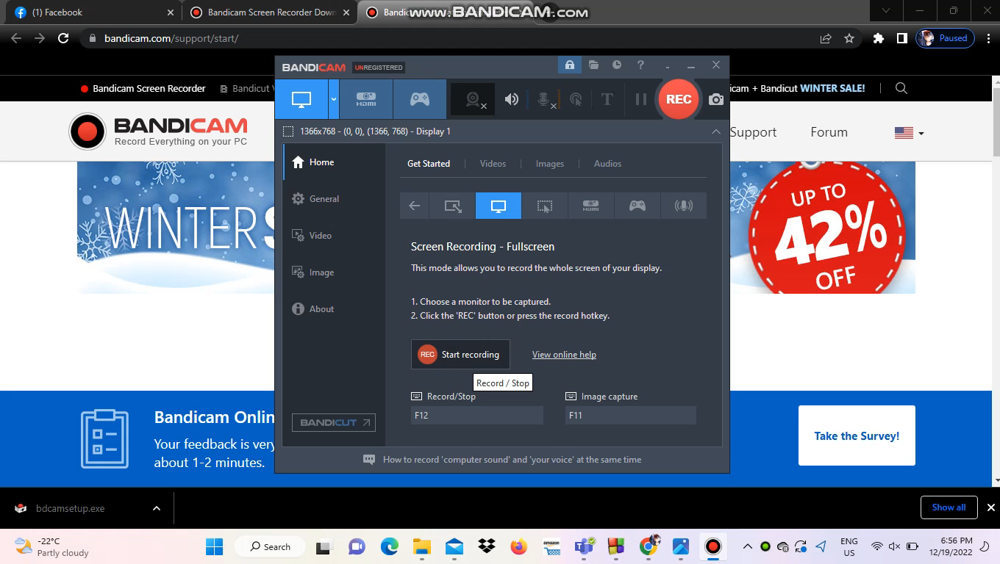 (1) Facebook
Bandicam Screen Recorder Dow
www.BANDICAM.com
bandicam.com/support/start/
Paused
Bandicam Screen Recorder
Bandicut
icam + Bandicut WINTER SALE!
BANDICAM
Record Everything on your PC
Support
Forum
WINTER
UP TO
42%
OFF
BANDICAM UNREGISTERED
HDMI
T
REC
1366x768 - (0, 0), (1366, 768) - Display 1
Home
General
Video
Image
About
BANDICUT
Get Started
Videos
Images
Audios
HDMI
Screen Recording - Fullscreen
This mode allows you to record the whole screen of your display.
1. Choose a monitor to be captured.
2. Click the 'REC' button or press the record hotkey.
REC Start recording
View online help
Record / Stop
Record/Stop
Image capture
F12
F11
How to record 'computer sound' and 'your voice' at the same time
Bandicam Onlin
Your feedback is very
about 1-2 minutes.
Take the Survey!
bdcamsetup.exe
Show all
-22°C
Partly cloudy
Search
amazon
ENG
US
6:56 PM
12/19/2022